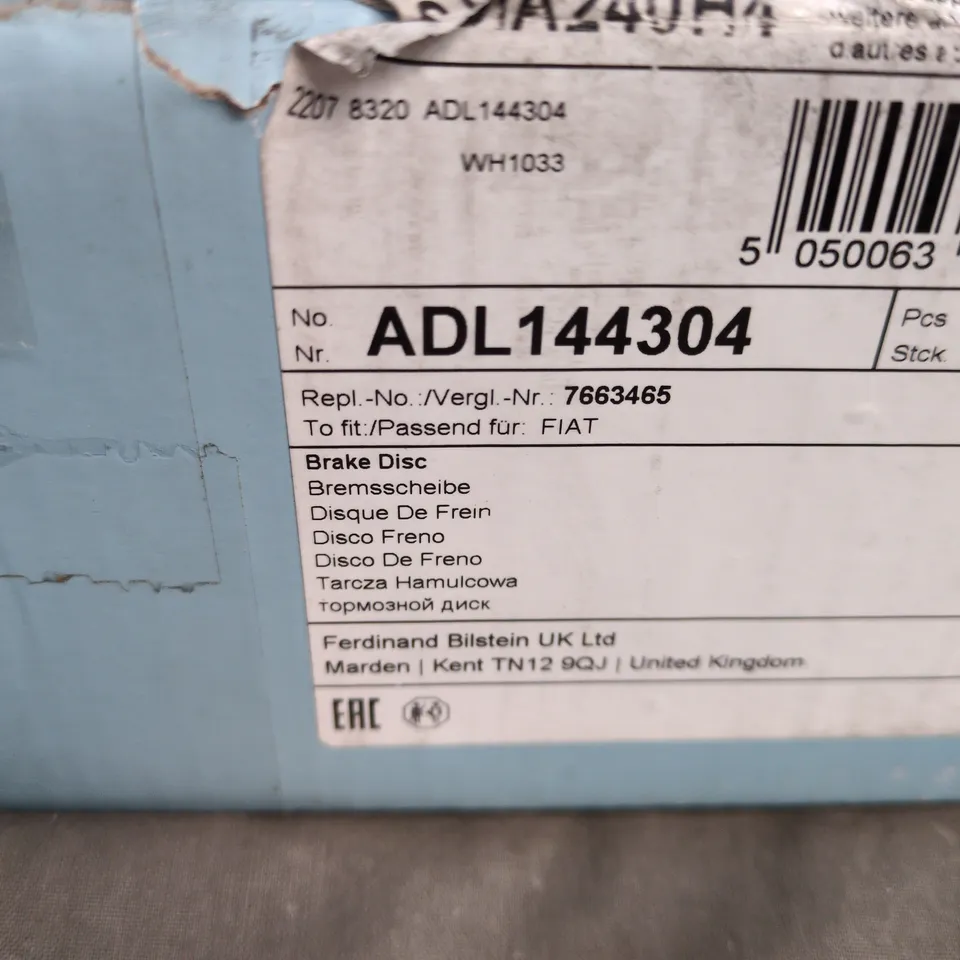 weitere
d'autres
2207 8320 ADL144304
WH1033
5 050063
No.
Nr.
ADL144304
Pcs
Stck.
Repl.-No.:/Vergl.-Nr.: 7663465
To fit:/Passend für: FIAT
Brake Disc
Bremsscheibe
Disque De Frein
Disco Freno
Disco De Freno
Tarcza Hamulcowa
тормозной диск
Ferdinand Bilstein UK Ltd
Marden | Kent TN12 9QJ | United Kingdom
EAC